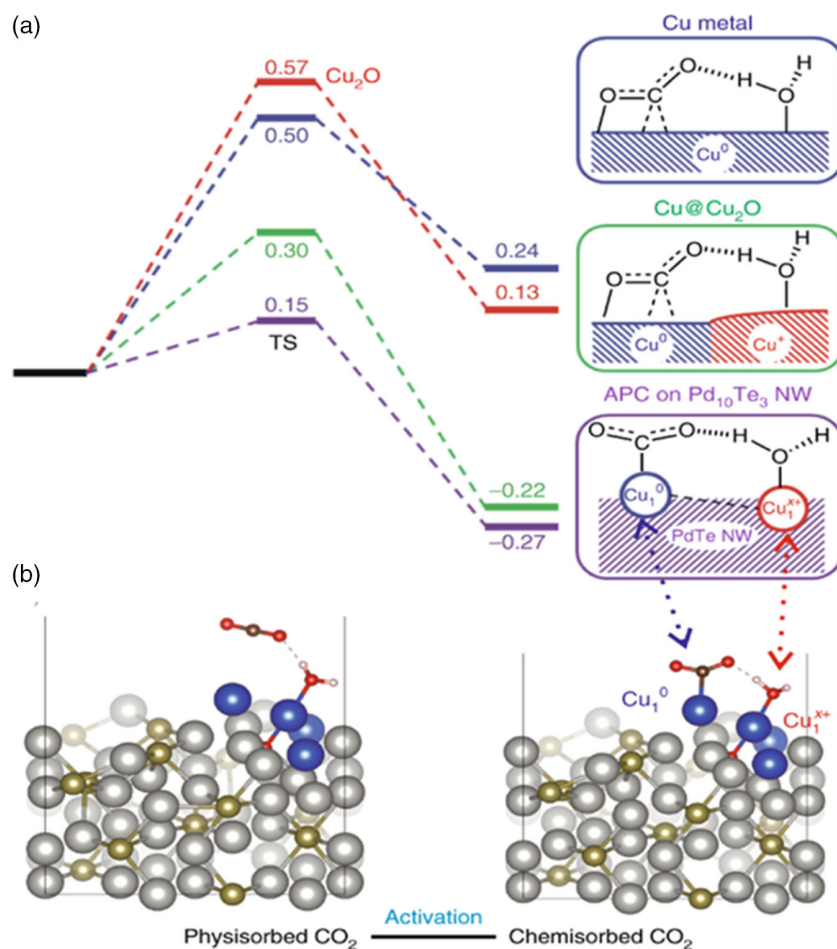 (a)
Cu metal
0.57
Cu₂O
0.50
0.30
0.15
TS
0.24
0.13
−0.22
−0.27
O C O H O H
Cu⁰
Cu@Cu₂O
O C O H O H
Cu⁰ Cu⁺
APC on Pd₁₀Te₃ NW
O C O H O H
Cu₁⁰ Cu₁ˣ⁺
PdTe NW
(b)
Cu₁⁰
Cu₁ˣ⁺
Activation
Physisorbed CO₂ Chemisorbed CO₂